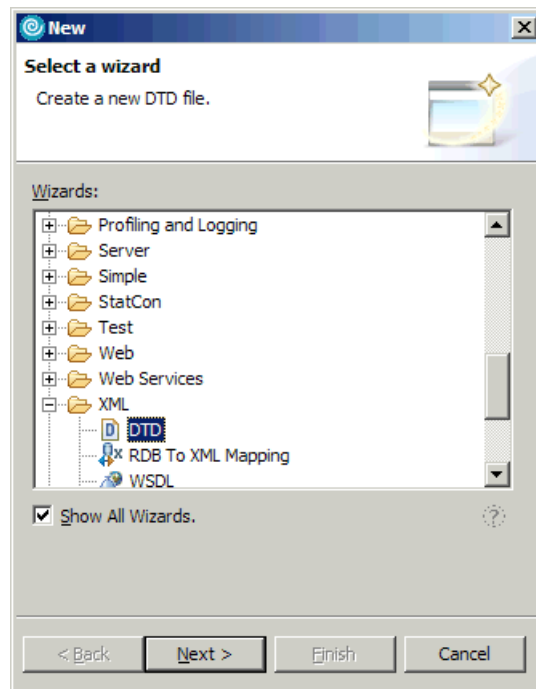 New
Select a wizard
Create a new DTD file.
Wizards:
Profiling and Logging
Server
Simple
StatCon
Test
Web
Web Services
XML
DTD
RDB To XML Mapping
WSDL
Show All Wizards.
< Back Next > Finish Cancel